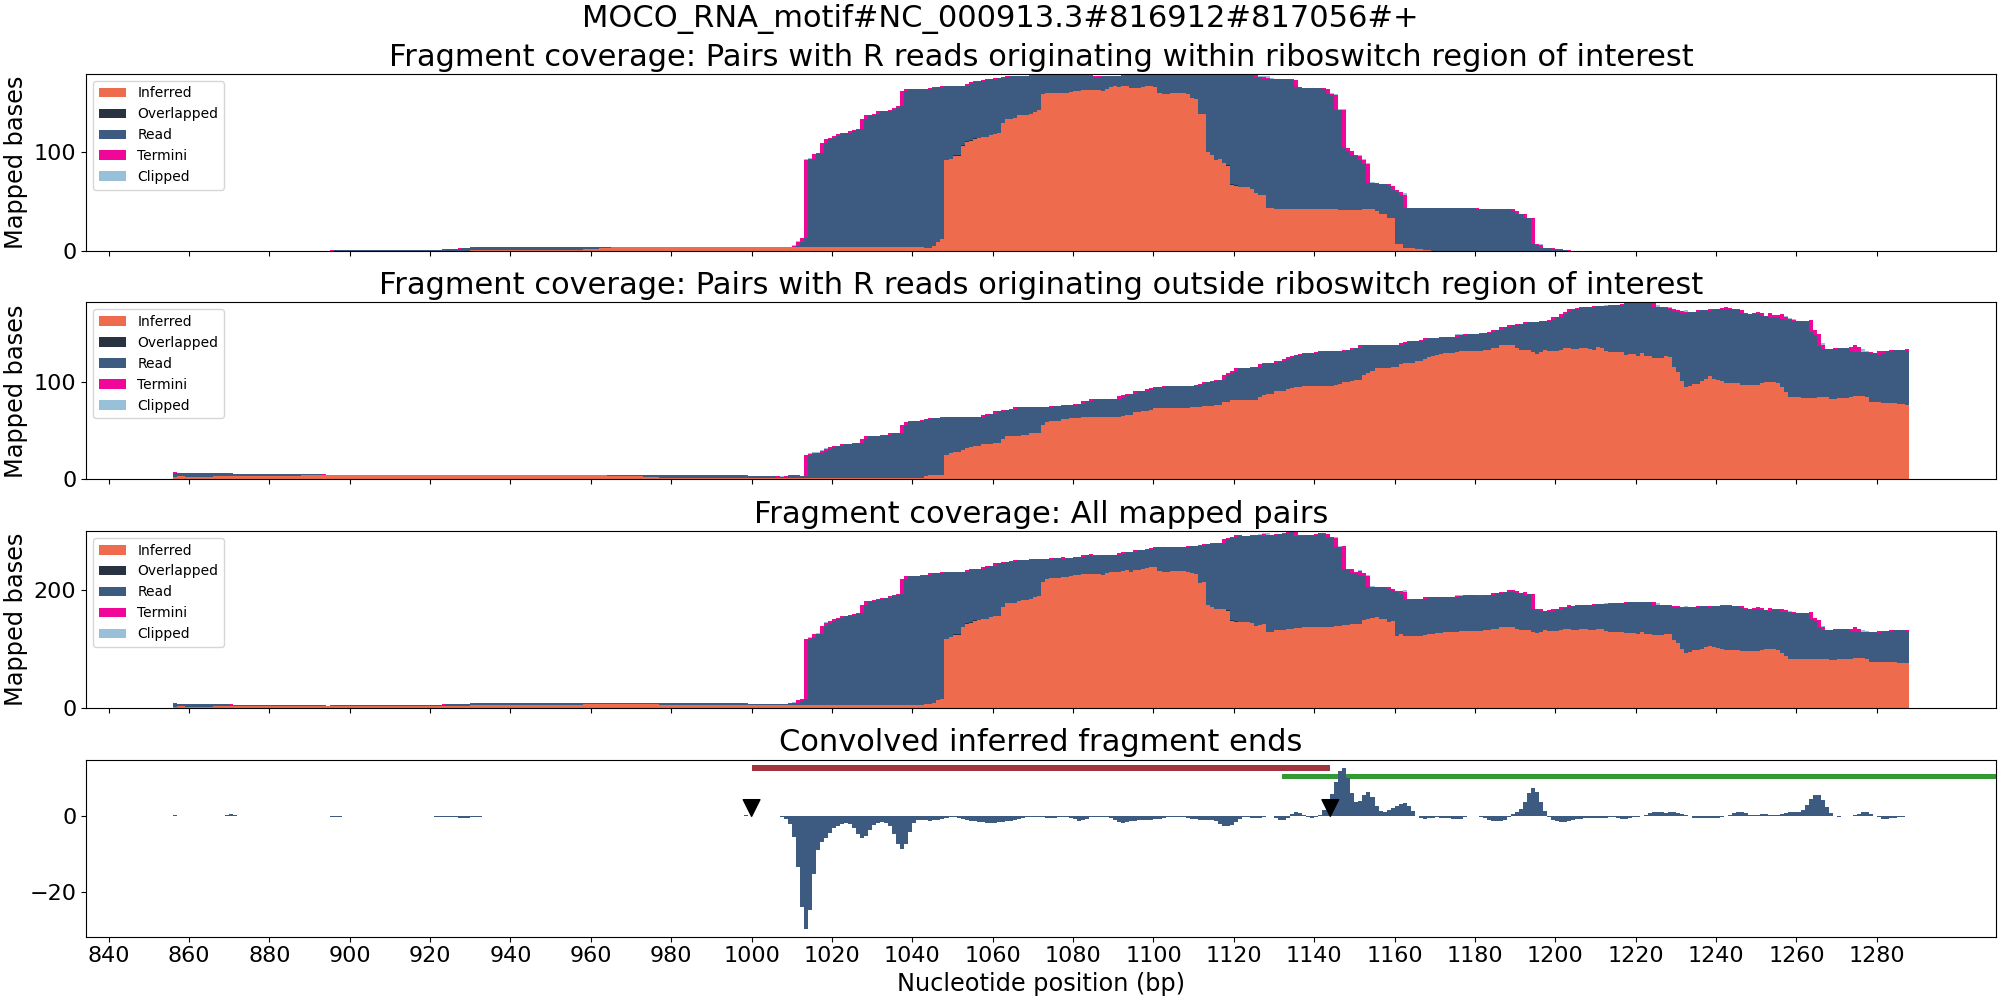 MOCO_RNA_motif#NC_000913.3#816912#817056#+
Fragment coverage: Pairs with R reads originating within riboswitch region of interest
Mapped bases
100
0
Inferred
Overlapped
Read
Termini
Clipped
Fragment coverage: Pairs with R reads originating outside riboswitch region of interest
Mapped bases
100
0
Inferred
Overlapped
Read
Termini
Clipped
Fragment coverage: All mapped pairs
Mapped bases
200
0
Inferred
Overlapped
Read
Termini
Clipped
Convolved inferred fragment ends
0
−20
840 860 880 900 920 940 960 980 1000 1020 1040 1060 1080 1100 1120 1140 1160 1180 1200 1220 1240 1260 1280
Nucleotide position (bp)